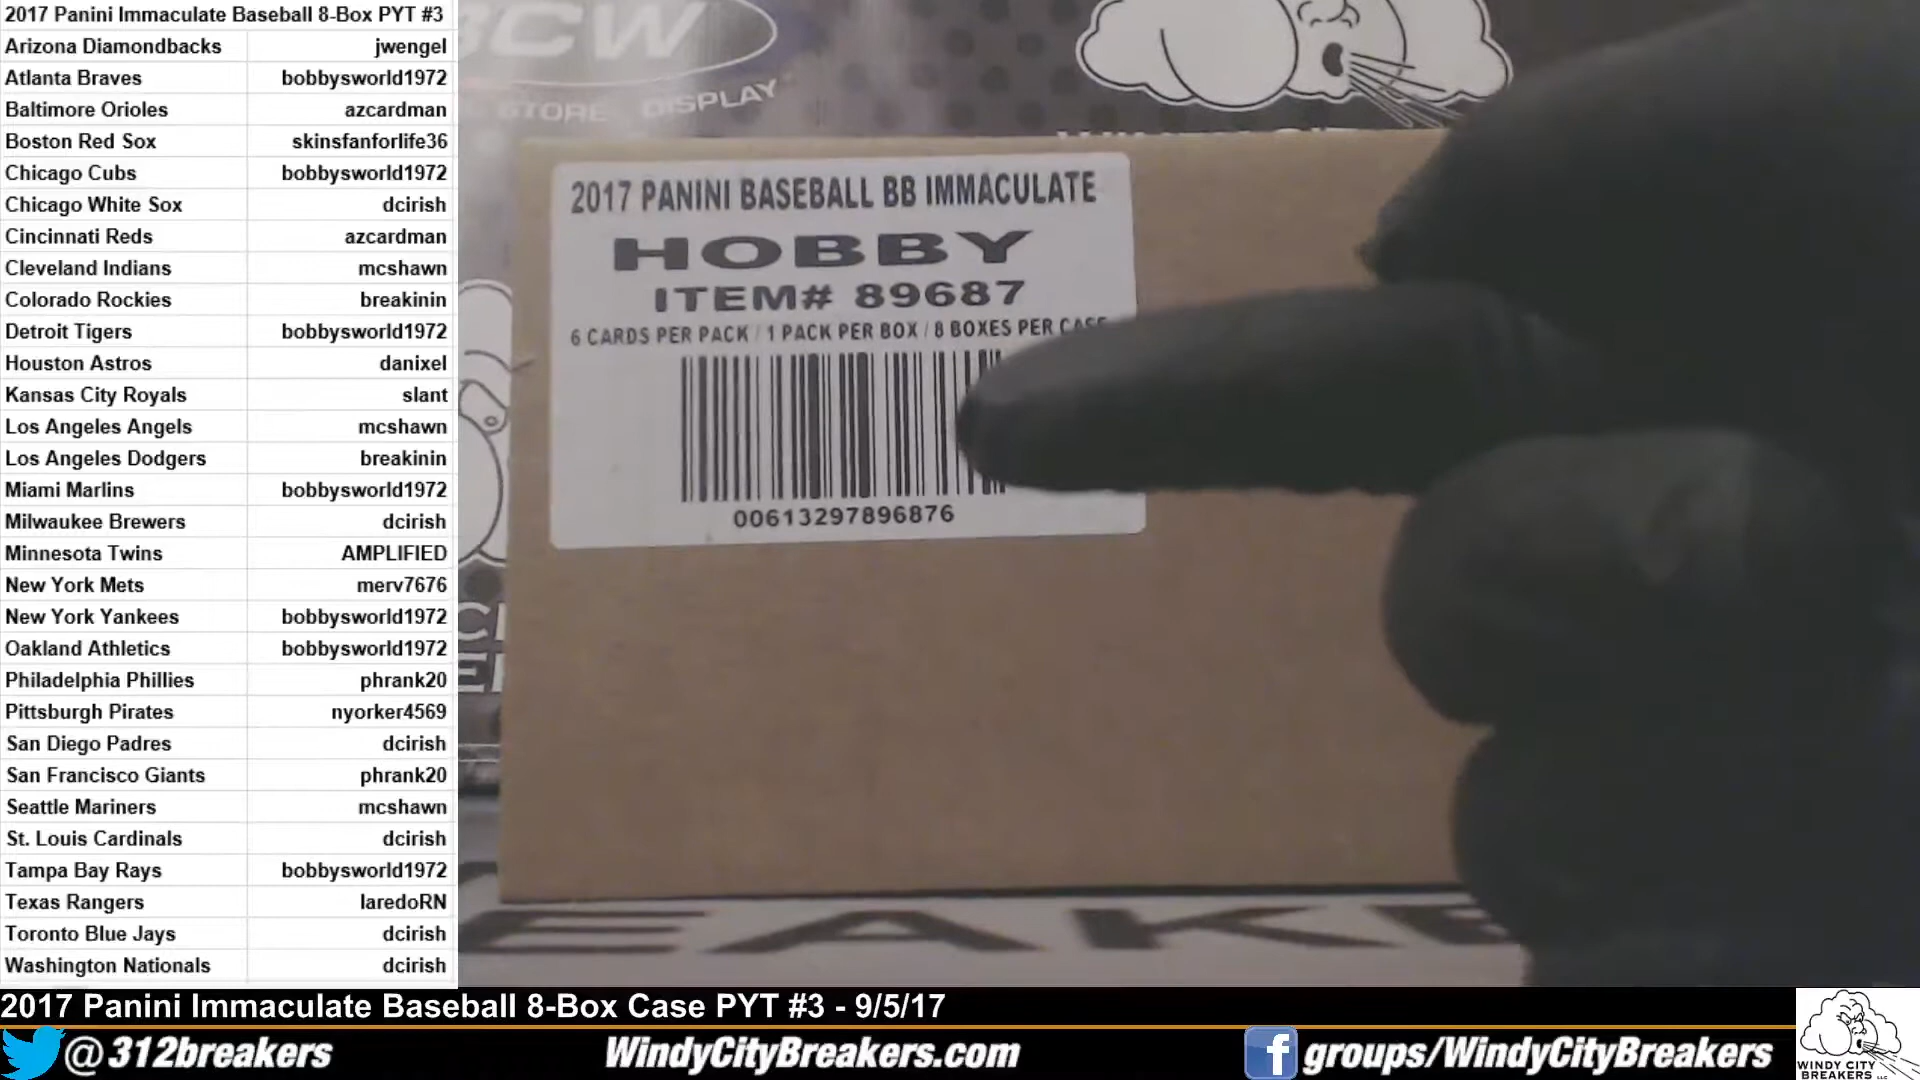 2017 Panini Immaculate Baseball 8-Box PYT #3
Arizona Diamondbacks jwengel
Atlanta Braves bobbysworld1972
Baltimore Orioles azcardman
Boston Red Sox skinsfanforlife36
Chicago Cubs bobbysworld1972
Chicago White Sox dcirish
Cincinnati Reds azcardman
Cleveland Indians mcshawn
Colorado Rockies breakinin
Detroit Tigers bobbysworld1972
Houston Astros danixel
Kansas City Royals slant
Los Angeles Angels mcshawn
Los Angeles Dodgers breakinin
Miami Marlins bobbysworld1972
Milwaukee Brewers dcirish
Minnesota Twins AMPLIFIED
New York Mets merv7676
New York Yankees bobbysworld1972
Oakland Athletics bobbysworld1972
Philadelphia Phillies phrank20
Pittsburgh Pirates nyorker4569
San Diego Padres dcirish
San Francisco Giants phrank20
Seattle Mariners mcshawn
St. Louis Cardinals dcirish
Tampa Bay Rays bobbysworld1972
Texas Rangers laredoRN
Toronto Blue Jays dcirish
Washington Nationals dcirish
BCW
STORE DISPLAY
2017 PANINI BASEBALL BB IMMACULATE
HOBBY
ITEM# 89687
6 CARDS PER PACK / 1 PACK PER BOX / 8 BOXES PER CASE
00613297896876
2017 Panini Immaculate Baseball 8-Box Case PYT #3 - 9/5/17
@312breakers
WindyCityBreakers.com
f groups/WindyCityBreakers
WINDY CITY
BREAKERS LLC